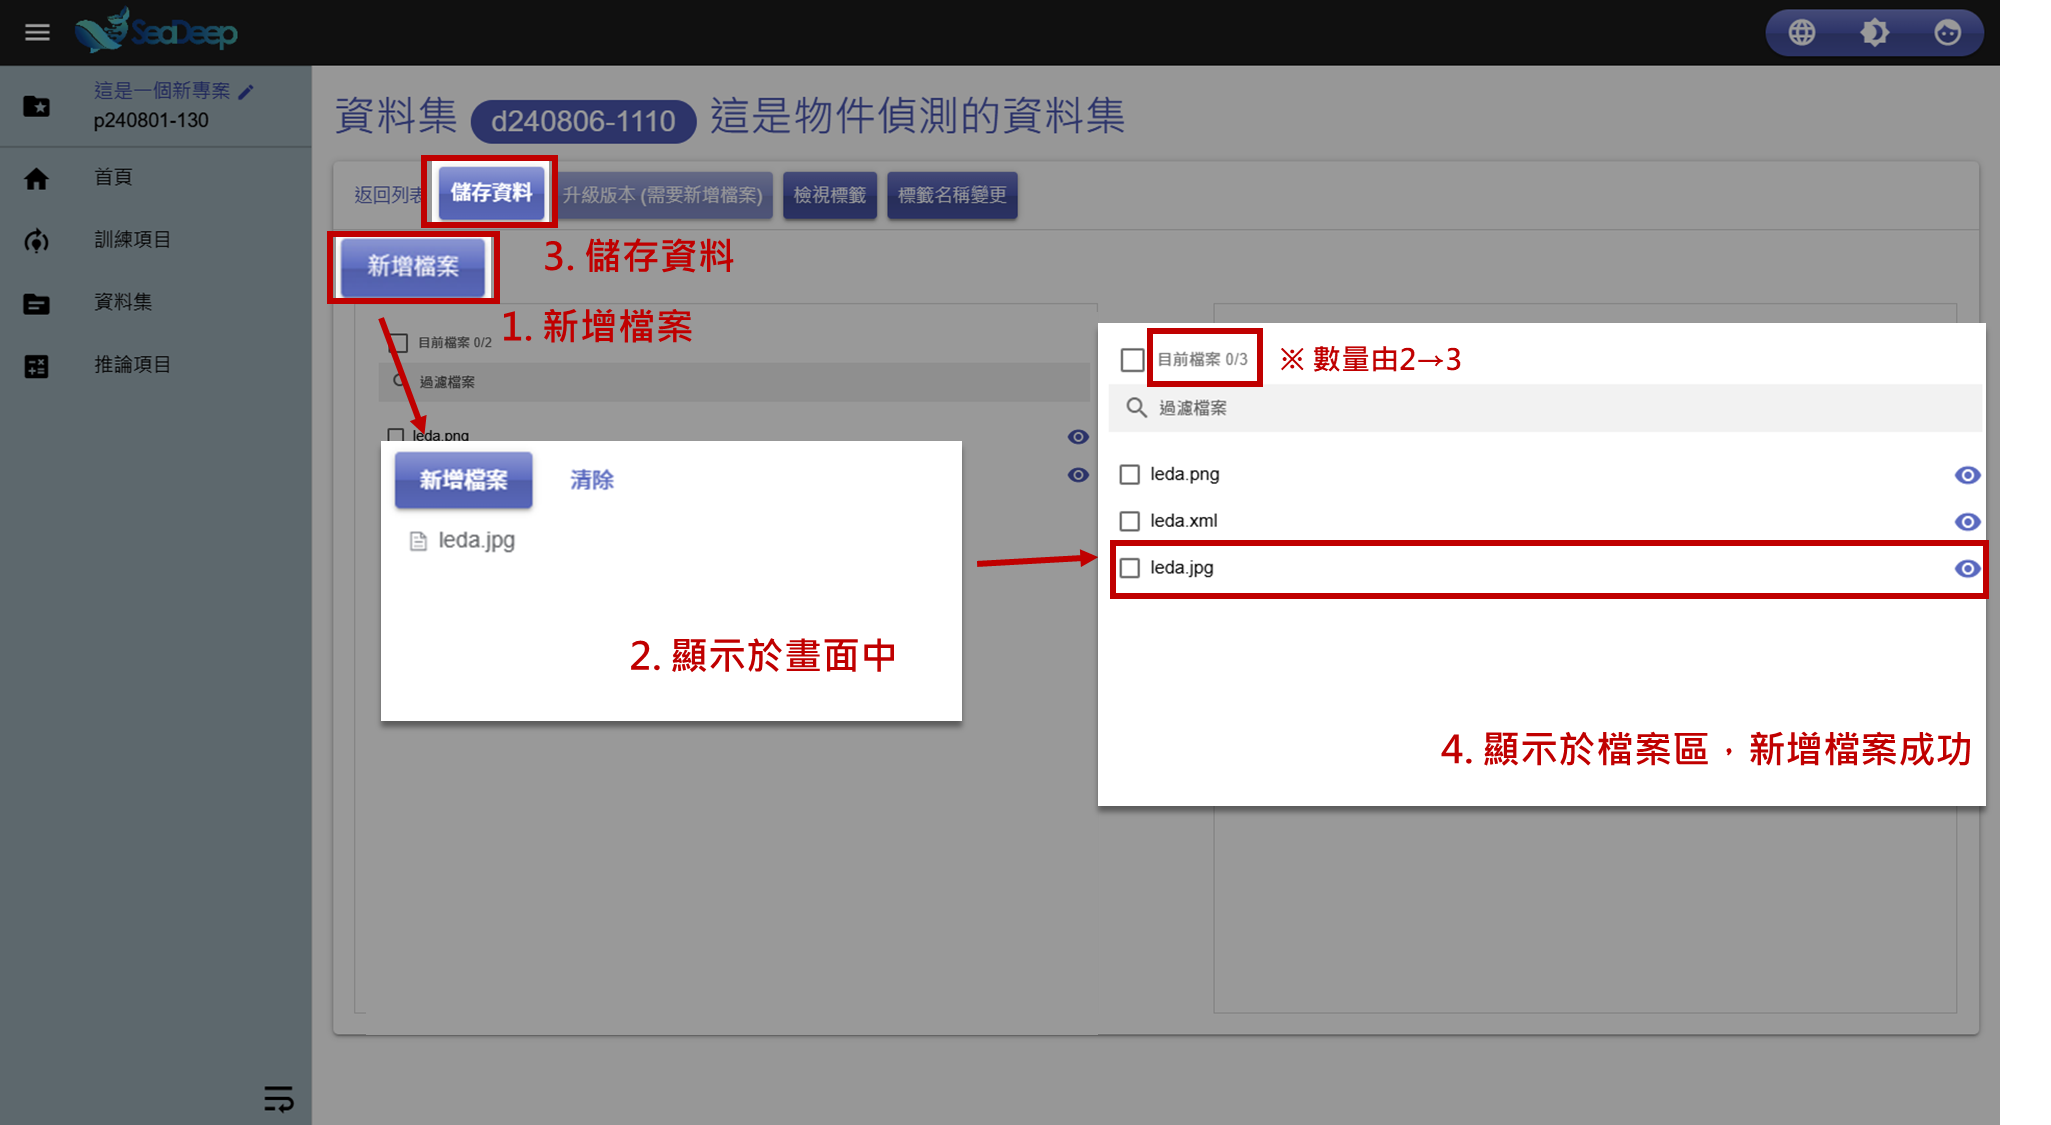 SeaDeep
這是一個新專案
p240801-130
首頁
訓練項目
資料集
推論項目
資料集 d240806-1110 這是物件偵測的資料集
返回列表 儲存資料 升級版本 (需要新增檔案) 檢視標籤 標籤名稱變更
新增檔案
3. 儲存資料
1. 新增檔案
目前檔案 0/2
過濾檔案
leda.png
新增檔案 清除
leda.jpg
2. 顯示於畫面中
目前檔案 0/3
※ 數量由2→3
過濾檔案
leda.png
leda.xml
leda.jpg
4. 顯示於檔案區，新增檔案成功